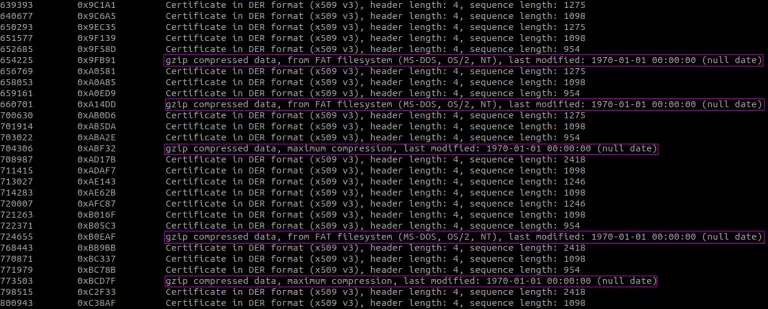 639393 0x9C1A1 Certificate in DER format (x509 v3), header length: 4, sequence length: 1275
640677 0x9C6A5 Certificate in DER format (x509 v3), header length: 4, sequence length: 1098
650293 0x9EC35 Certificate in DER format (x509 v3), header length: 4, sequence length: 1275
651577 0x9F139 Certificate in DER format (x509 v3), header length: 4, sequence length: 1098
652685 0x9F58D Certificate in DER format (x509 v3), header length: 4, sequence length: 954
654225 0x9FB91 gzip compressed data, from FAT filesystem (MS-DOS, OS/2, NT), last modified: 1970-01-01 00:00:00 (null date)
656769 0xA0581 Certificate in DER format (x509 v3), header length: 4, sequence length: 1275
658053 0xA0A85 Certificate in DER format (x509 v3), header length: 4, sequence length: 1098
659161 0xA0ED9 Certificate in DER format (x509 v3), header length: 4, sequence length: 954
660701 0xA14DD gzip compressed data, from FAT filesystem (MS-DOS, OS/2, NT), last modified: 1970-01-01 00:00:00 (null date)
700630 0xAB0D6 Certificate in DER format (x509 v3), header length: 4, sequence length: 1275
701914 0xAB5DA Certificate in DER format (x509 v3), header length: 4, sequence length: 1098
703022 0xABA2E Certificate in DER format (x509 v3), header length: 4, sequence length: 954
704306 0xABF32 gzip compressed data, maximum compression, last modified: 1970-01-01 00:00:00 (null date)
708987 0xAD17B Certificate in DER format (x509 v3), header length: 4, sequence length: 2418
711415 0xADAF7 Certificate in DER format (x509 v3), header length: 4, sequence length: 1098
713027 0xAE143 Certificate in DER format (x509 v3), header length: 4, sequence length: 1246
714283 0xAE62B Certificate in DER format (x509 v3), header length: 4, sequence length: 1098
720007 0xAFC87 Certificate in DER format (x509 v3), header length: 4, sequence length: 1246
721263 0xB016F Certificate in DER format (x509 v3), header length: 4, sequence length: 1098
722371 0xB05C3 Certificate in DER format (x509 v3), header length: 4, sequence length: 954
724655 0xB0EAF gzip compressed data, from FAT filesystem (MS-DOS, OS/2, NT), last modified: 1970-01-01 00:00:00 (null date)
768443 0xBB9BB Certificate in DER format (x509 v3), header length: 4, sequence length: 2418
770871 0xBC337 Certificate in DER format (x509 v3), header length: 4, sequence length: 1098
771979 0xBC78B Certificate in DER format (x509 v3), header length: 4, sequence length: 954
773503 0xBCD7F gzip compressed data, maximum compression, last modified: 1970-01-01 00:00:00 (null date)
798515 0xC2F33 Certificate in DER format (x509 v3), header length: 4, sequence length: 2418
800943 0xC38AF Certificate in DER format (x509 v3), header length: 4, sequence length: 1098